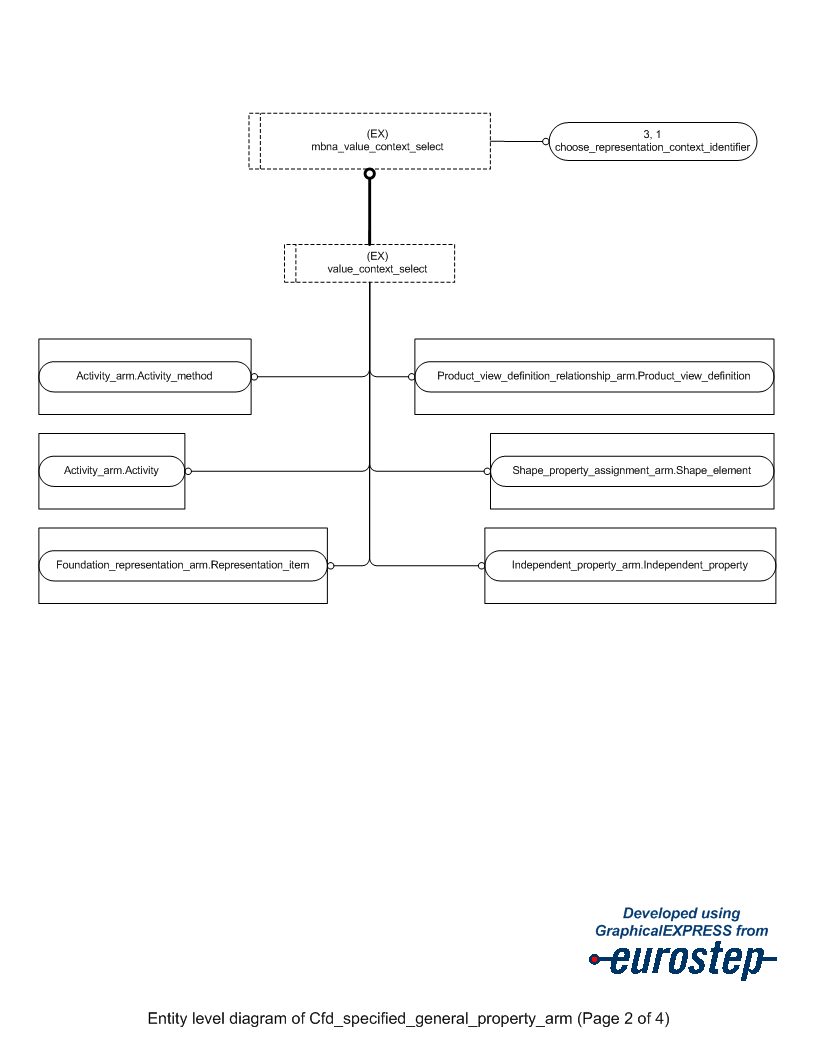 (EX)
mbna_value_context_select
3, 1
choose_representation_context_identifier
(EX)
value_context_select
Activity_arm.Activity_method
Product_view_definition_relationship_arm.Product_view_definition
Activity_arm.Activity
Shape_property_assignment_arm.Shape_element
Foundation_representation_arm.Representation_item
Independent_property_arm.Independent_property
Developed using
GraphicalEXPRESS from
eurostep
Entity level diagram of Cfd_specified_general_property_arm (Page 2 of 4)